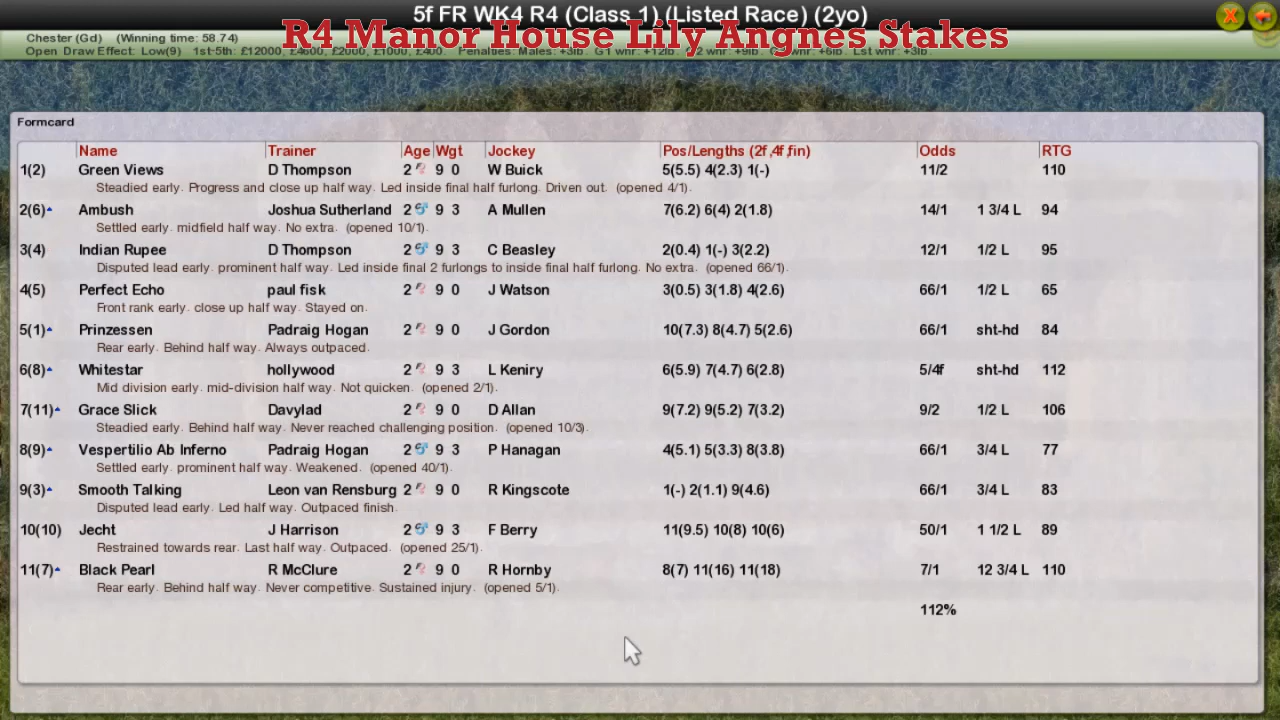 5f FR WK4 R4 (Class 1) (Listed Race) (2yo)
R4 Manor House Lily Angnes Stakes
Chester (Gd) (Winning time: 58.74)
Open Draw Effect: Low(9) 1st-5th: £12000, £4600, £2000, £1000, £400. Penalties: Males: +3lb. G1 wnr: +12lb. G2 wnr: +9lb. wnr: +6lb. Lst wnr: +3lb.
Formcard
Name Trainer Age Wgt Jockey Pos/Lengths (2f,4f,fin) Odds RTG
1(2) Green Views D Thompson 2 9 0 W Buick 5(5.5) 4(2.3) 1(-) 11/2 110
Steadied early. Progress and close up half way. Led inside final half furlong. Driven out. (opened 4/1).
2(6) Ambush Joshua Sutherland 2 9 3 A Mullen 7(6.2) 6(4) 2(1.8) 14/1 1 3/4 L 94
Settled early. midfield half way. No extra. (opened 10/1).
3(4) Indian Rupee D Thompson 2 9 3 C Beasley 2(0.4) 1(-) 3(2.2) 12/1 1/2 L 95
Disputed lead early. prominent half way. Led inside final 2 furlongs to inside final half furlong. No extra. (opened 66/1).
4(5) Perfect Echo paul fisk 2 9 0 J Watson 3(0.5) 3(1.8) 4(2.6) 66/1 1/2 L 65
Front rank early. close up half way. Stayed on.
5(1) Prinzessen Padraig Hogan 2 9 0 J Gordon 10(7.3) 8(4.7) 5(2.6) 66/1 sht-hd 84
Rear early. Behind half way. Always outpaced.
6(8) Whitestar hollywood 2 9 3 L Keniry 6(5.9) 7(4.7) 6(2.8) 5/4f sht-hd 112
Mid division early. mid-division half way. Not quicken. (opened 2/1).
7(11) Grace Slick Davylad 2 9 0 D Allan 9(7.2) 9(5.2) 7(3.2) 9/2 1/2 L 106
Steadied early. Behind half way. Never reached challenging position. (opened 10/3).
8(9) Vespertilio Ab Inferno Padraig Hogan 2 9 3 P Hanagan 4(5.1) 5(3.3) 8(3.8) 66/1 3/4 L 77
Settled early. prominent half way. Weakened. (opened 40/1).
9(3) Smooth Talking Leon van Rensburg 2 9 0 R Kingscote 1(-) 2(1.1) 9(4.6) 66/1 3/4 L 83
Disputed lead early. Led half way. Outpaced finish.
10(10) Jecht J Harrison 2 9 3 F Berry 11(9.5) 10(8) 10(6) 50/1 1 1/2 L 89
Restrained towards rear. Last half way. Outpaced. (opened 25/1).
11(7) Black Pearl R McClure 2 9 0 R Hornby 8(7) 11(16) 11(18) 7/1 12 3/4 L 110
Rear early. Behind half way. Never competitive. Sustained injury. (opened 5/1).
112%